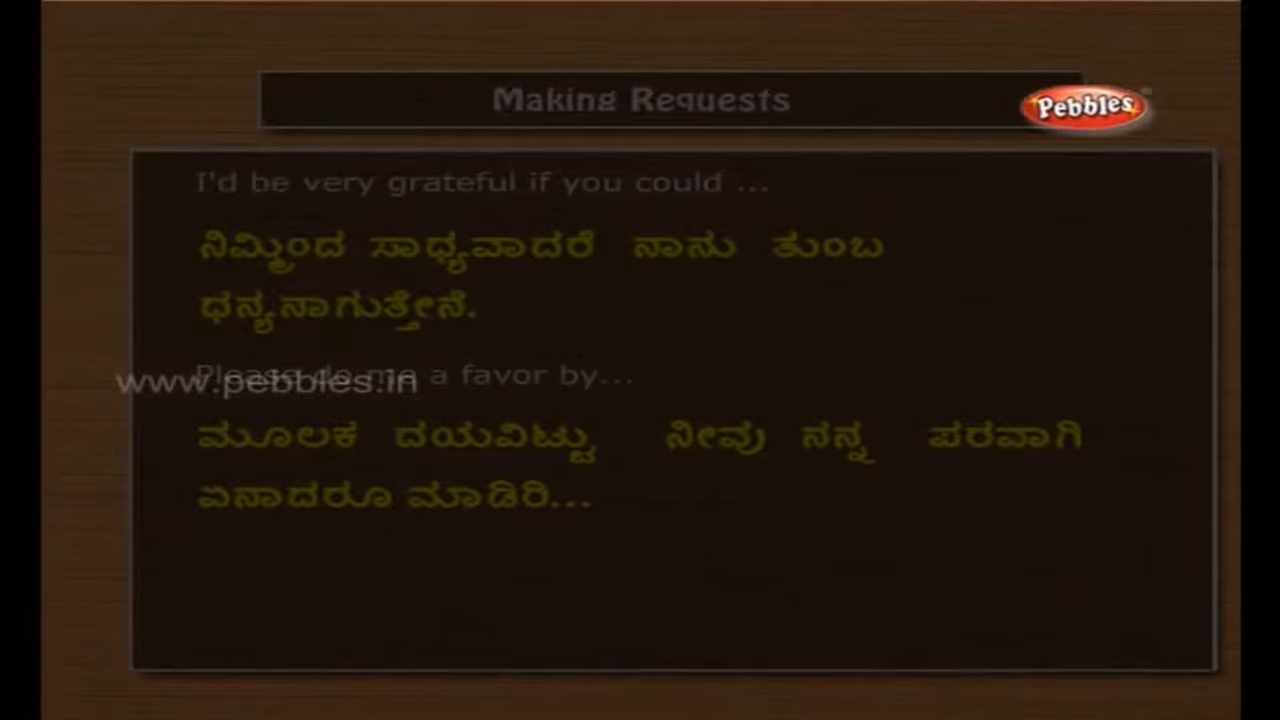 Making Requests
Pebbles
I'd be very grateful if you could ...
ನಿಮ್ಮಿಂದ ಸಾಧ್ಯವಾದರೆ ನಾನು ತುಂಬ
ಧನ್ಯನಾಗುತ್ತೇನೆ.
Please do me a favor by...
www.pebbles.in
ಮೂಲಕ ದಯವಿಟ್ಟು ನೀವು ನನ್ನ ಪರವಾಗಿ
ಏನಾದರೂ ಮಾಡಿರಿ...